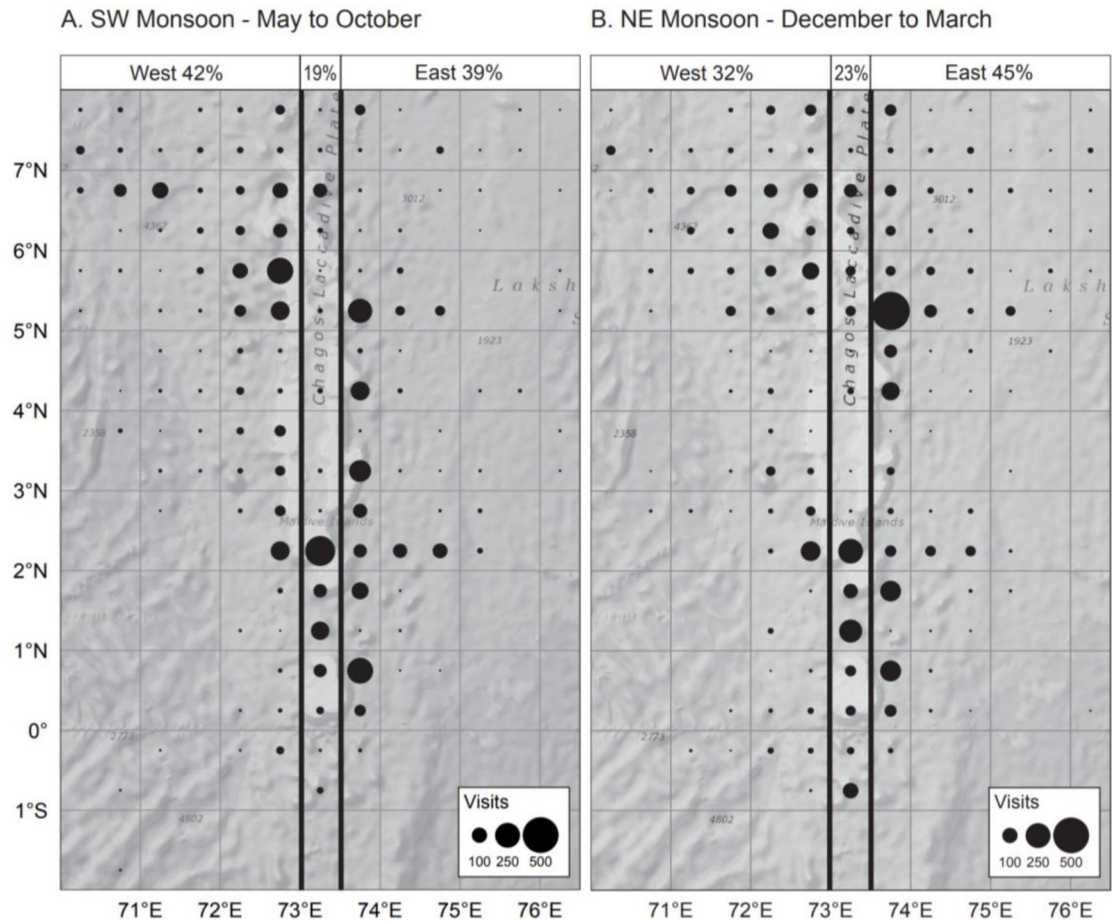 A. SW Monsoon - May to October
B. NE Monsoon - December to March
West 42%
19%
East 39%
West 32%
23%
East 45%
7°N
6°N
5°N
4°N
3°N
2°N
1°N
0°
1°S
Chagos-Laccadive Plate
3012
4362
Laksh
1923
2358
Maldive Islands
2773
4802
Visits
100 250 500
Chagos-Laccadive Plate
3012
4362
Laksh
1923
2358
Maldive Islands
2773
4802
Visits
100 250 500
71°E 72°E 73°E 74°E 75°E 76°E
71°E 72°E 73°E 74°E 75°E 76°E